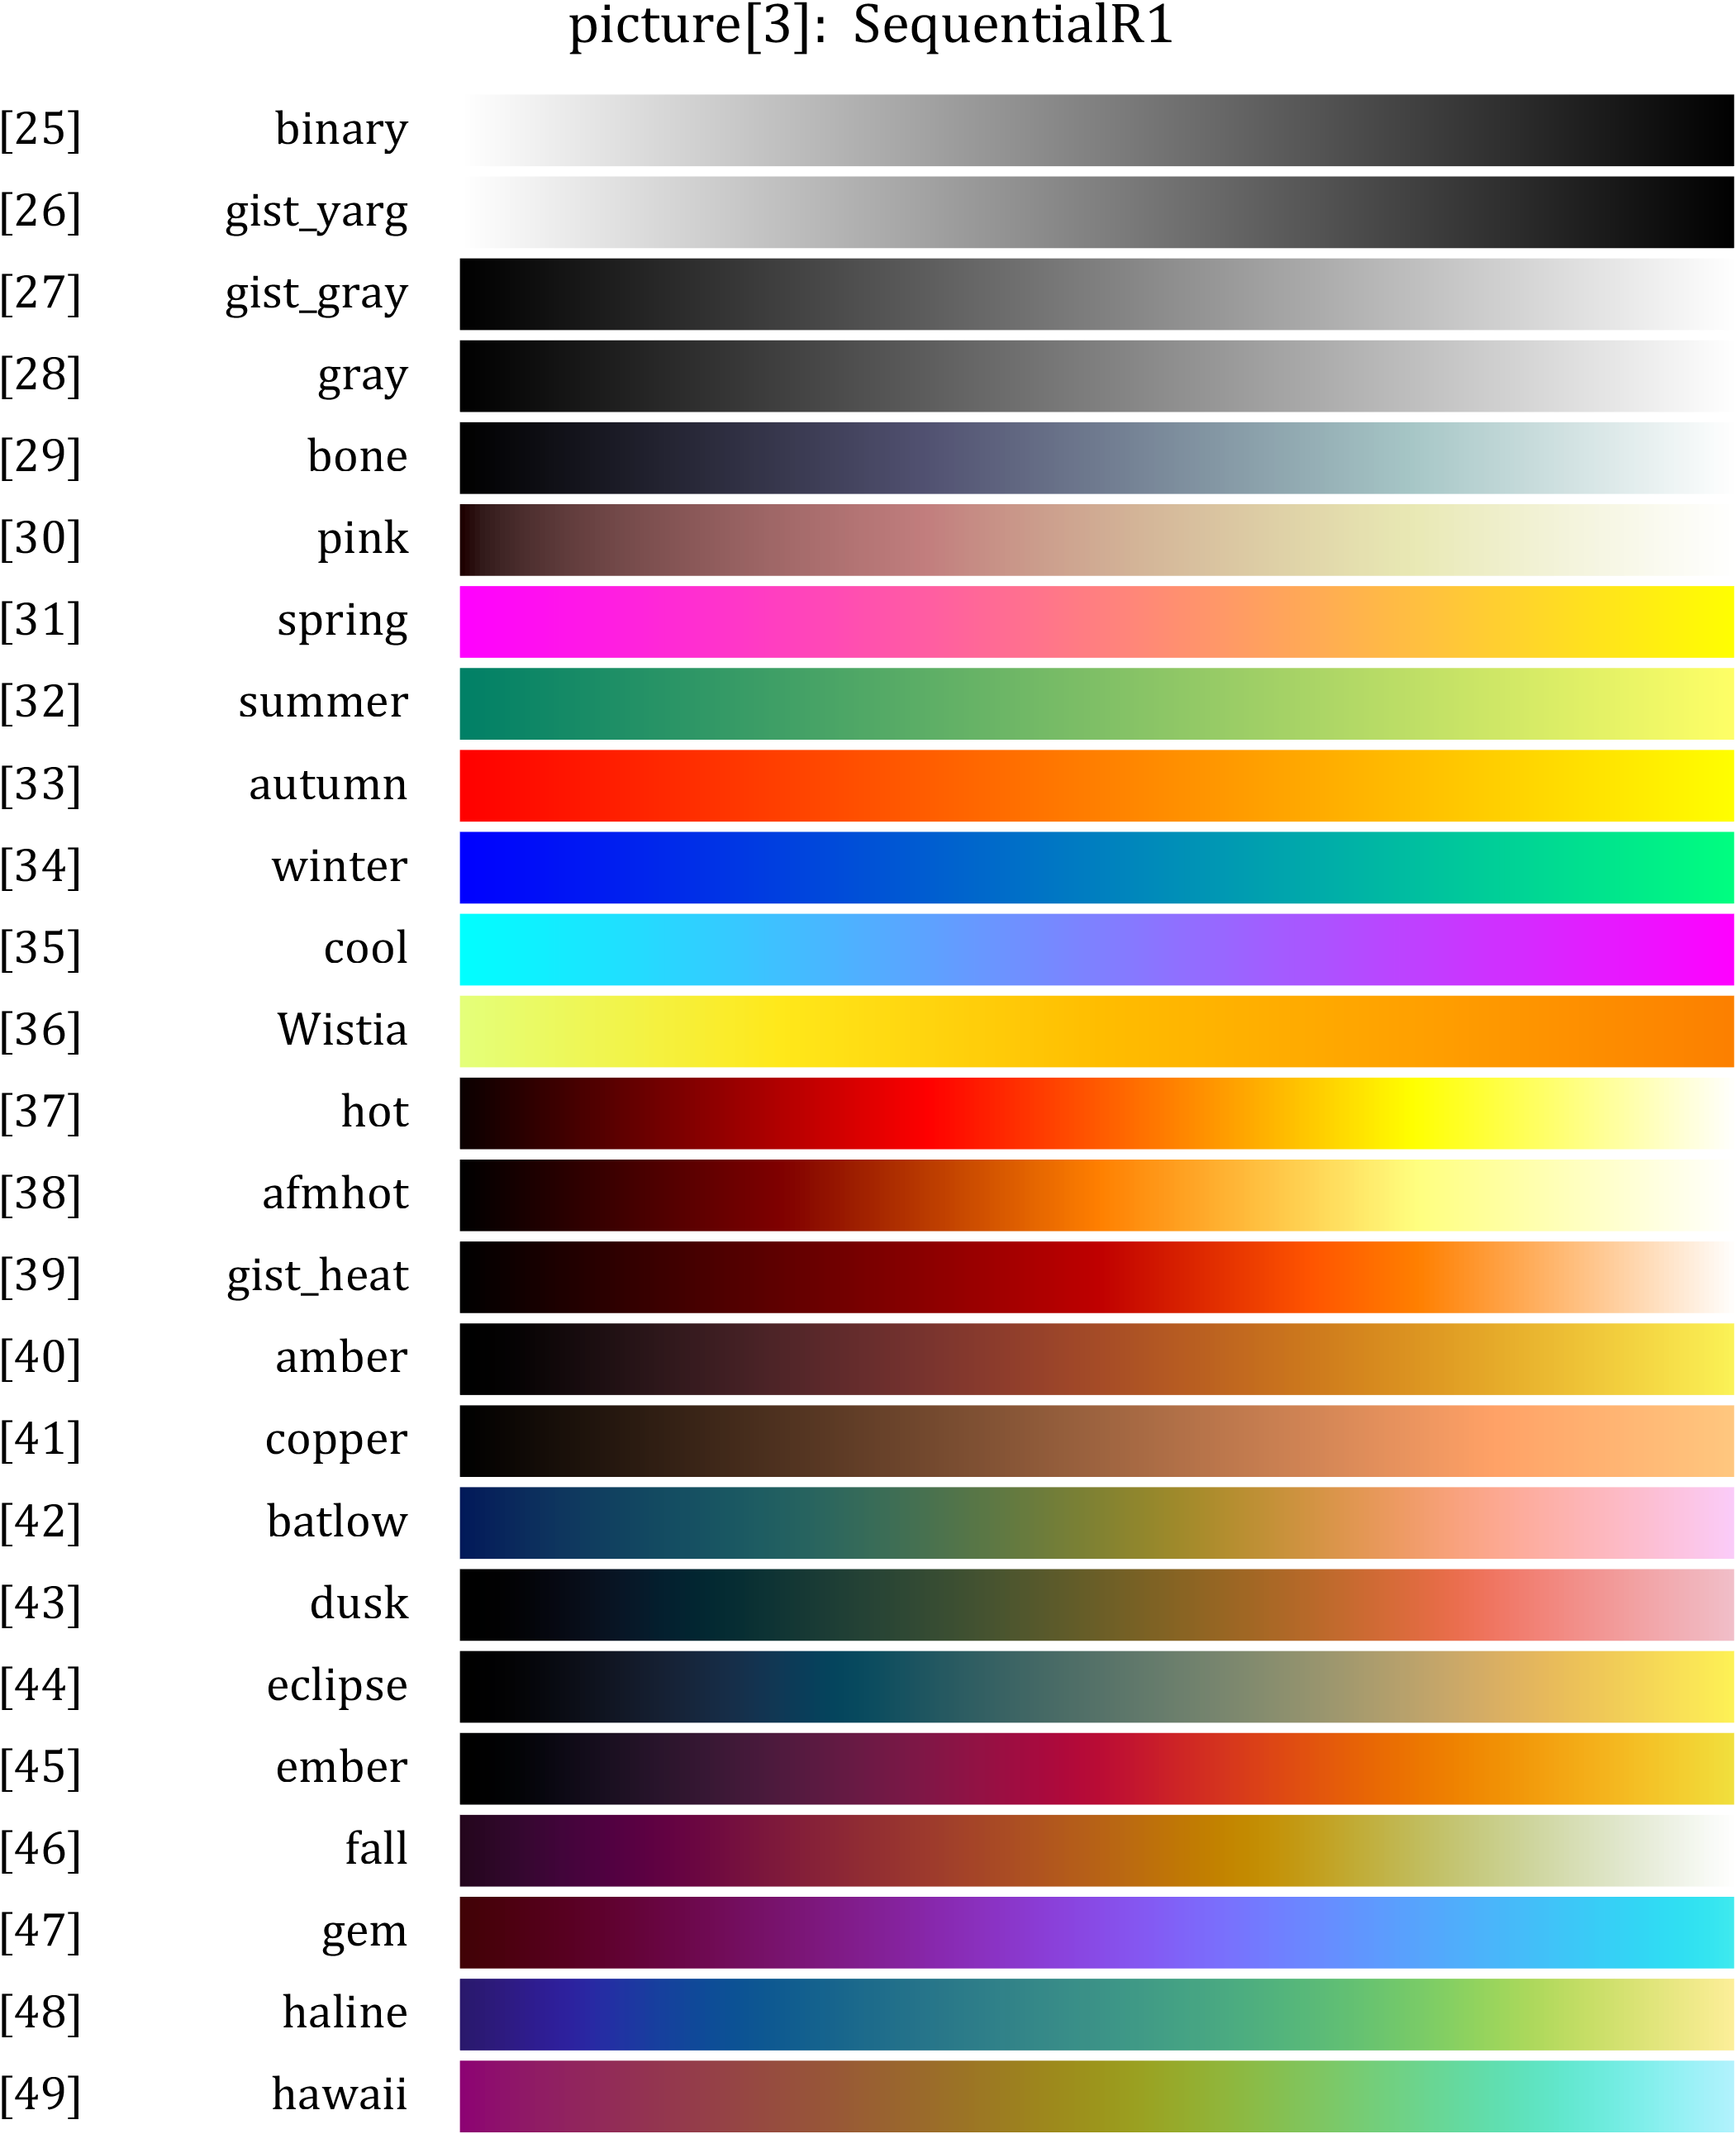 picture[3]: SequentialR1
[25] binary
[26] gist_yarg
[27] gist_gray
[28] gray
[29] bone
[30] pink
[31] spring
[32] summer
[33] autumn
[34] winter
[35] cool
[36] Wistia
[37] hot
[38] afmhot
[39] gist_heat
[40] amber
[41] copper
[42] batlow
[43] dusk
[44] eclipse
[45] ember
[46] fall
[47] gem
[48] haline
[49] hawaii